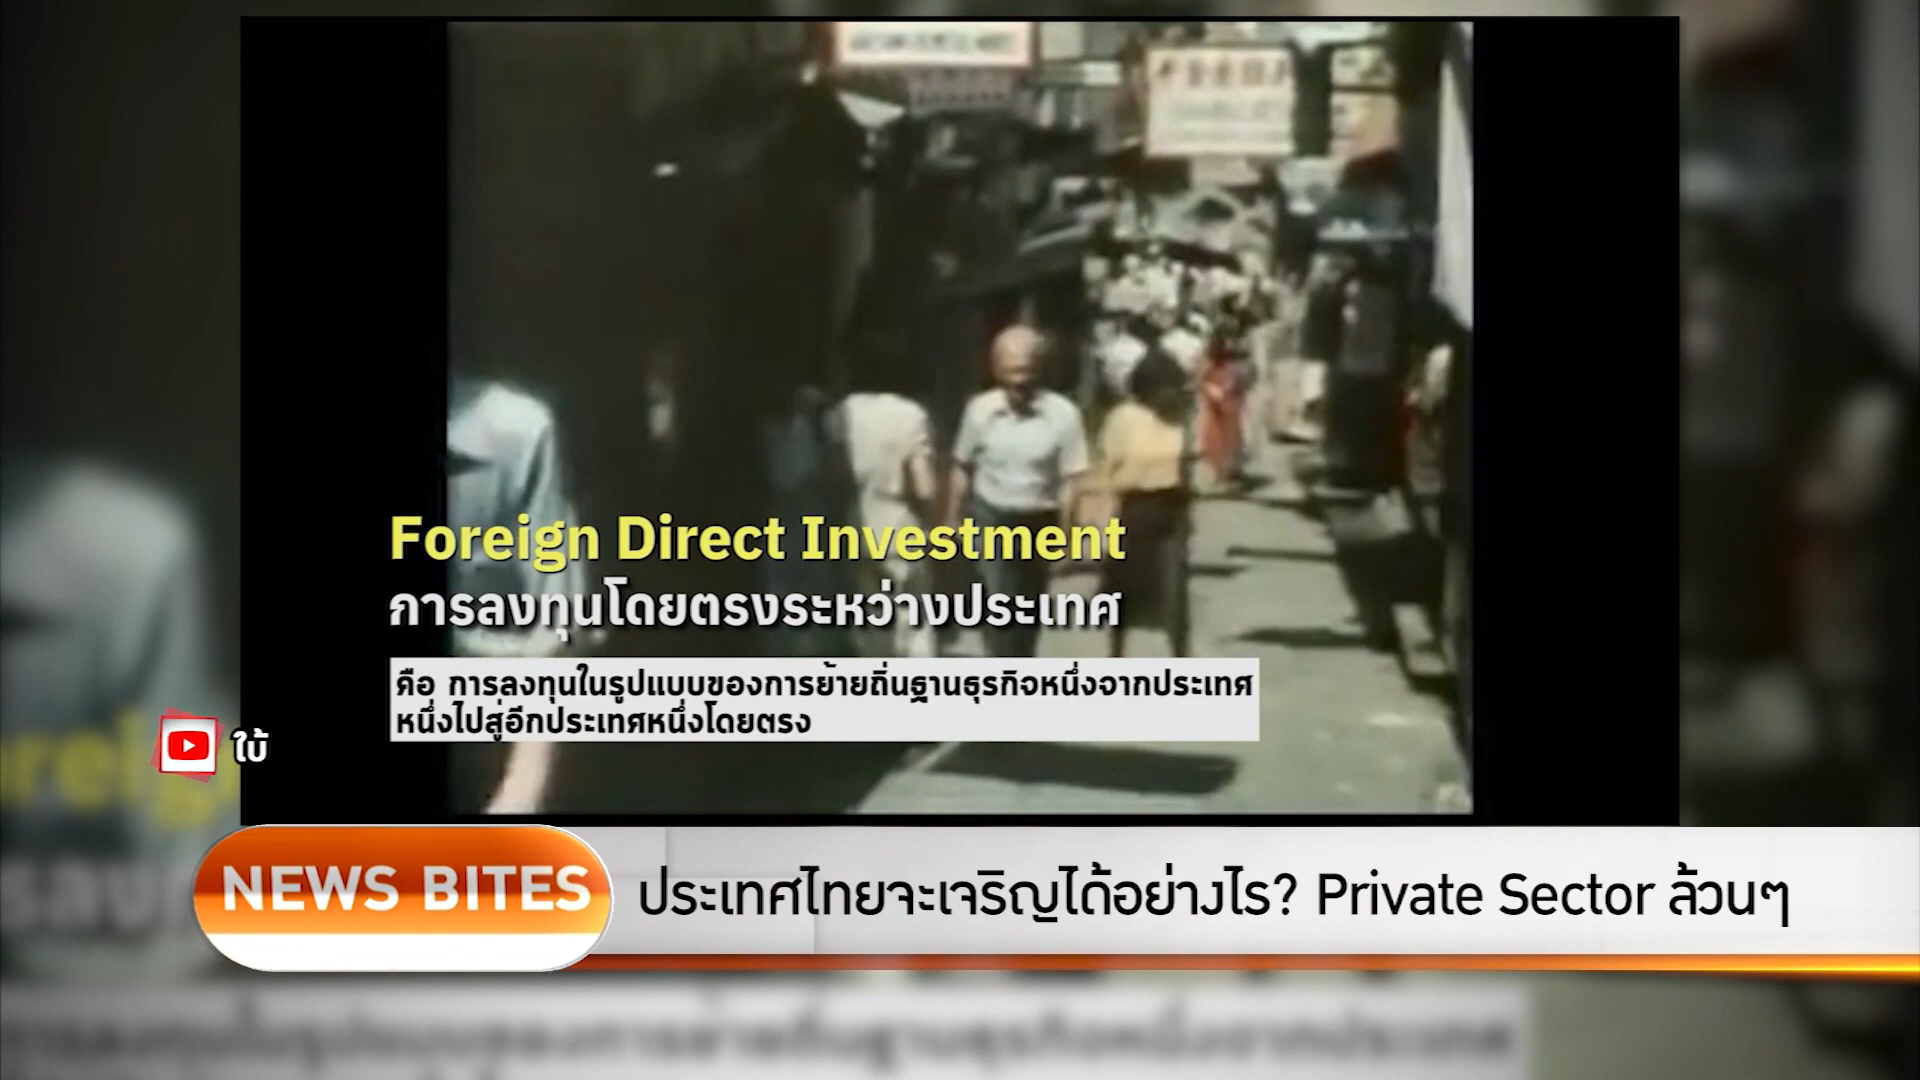 Foreign Direct Investment
การลงทุนโดยตรงระหว่างประเทศ
คือ การลงทุนในรูปแบบของการย้ายถิ่นฐานธุรกิจหนึ่งจากประเทศ
หนึ่งไปสู่อีกประเทศหนึ่งโดยตรง
ใบ้
NEWS BITES
ประเทศไทยจะเจริญได้อย่างไร? Private Sector ล้วนๆ